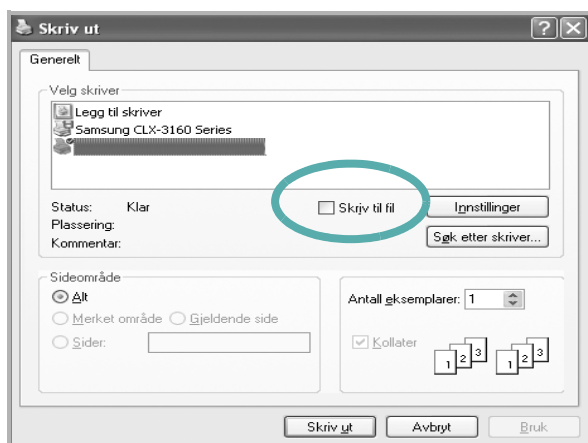 Skriv ut
Generelt
Velg skriver
Legg til skriver
Samsung CLX-3160 Series
Status: Klar
Skriv til fil
Innstillinger
Plassering:
Kommentar:
Søk etter skriver...
Sideområde
Alt
Merket område Gjeldende side
Sider:
Antall eksemplarer: 1
Kollater
1 2 3 1 2 3
Skriv ut Avbryt Bruk